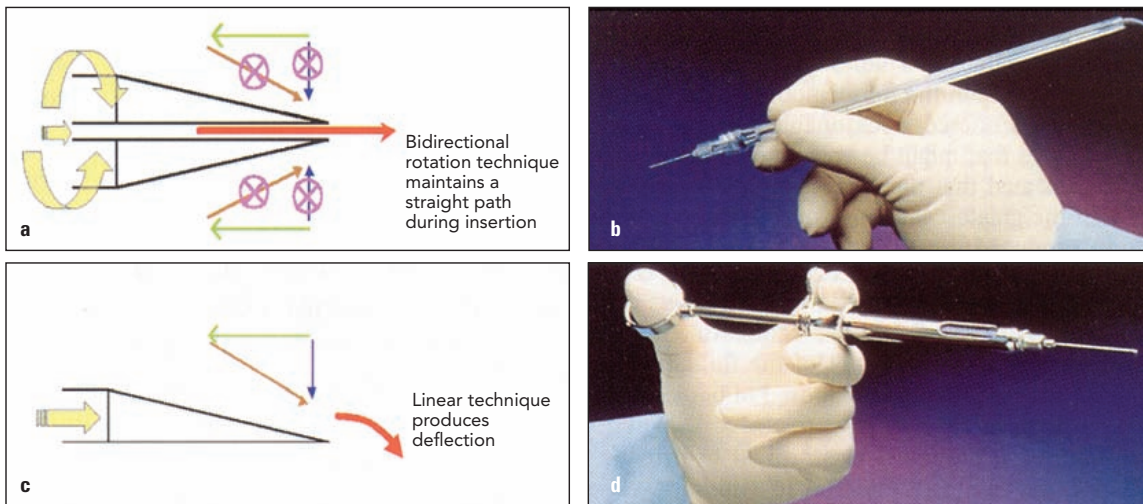 Bidirectional
rotation technique
maintains a
straight path
during insertion
a
b
Linear technique
produces
deflection
c
d